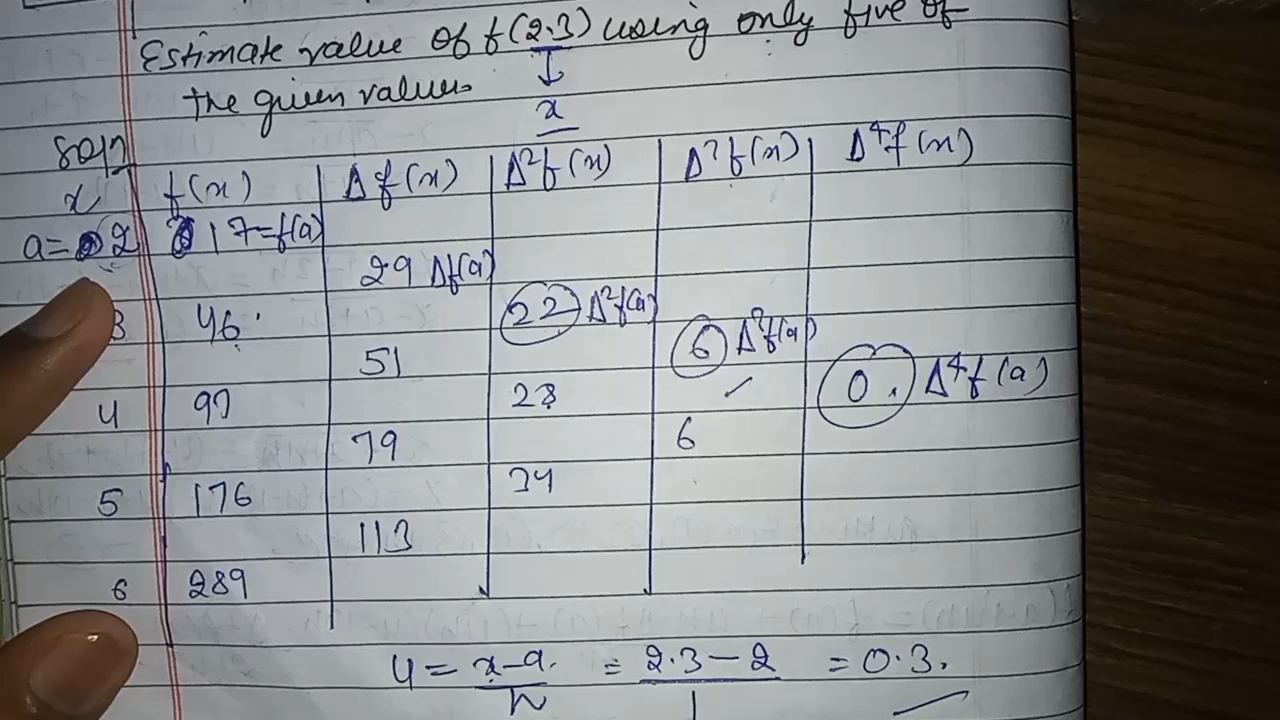 Estimate value of f(2.3) using only five of
the given values
↓
x
soln
x f(x) Δf(x) Δ²f(x) Δ³f(x) Δ⁴f(x)
a= 2 17=f(a)
29 Δf(a)
3 46 22 Δ²f(a)
51 6 Δ³f(a)
4 97 28 0. Δ⁴f(a)
79 6
5 176 34
113
6 289
u = x-a = 2.3-2 = 0.3.
h 1